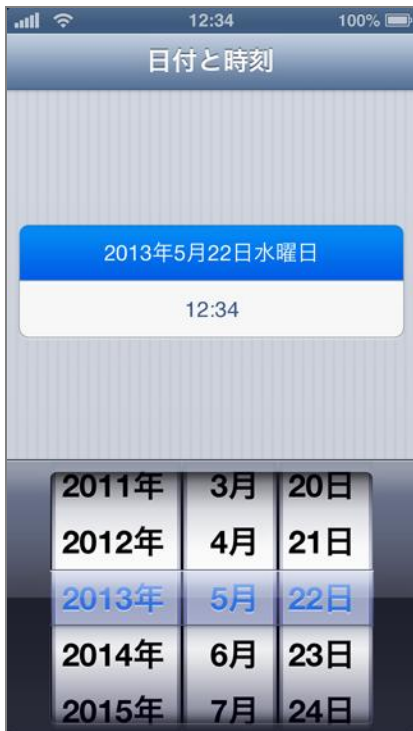 12:34 100%
日付と時刻
2013年5月22日水曜日
12:34
2011年 3月 20日
2012年 4月 21日
2013年 5月 22日
2014年 6月 23日
2015年 7月 24日